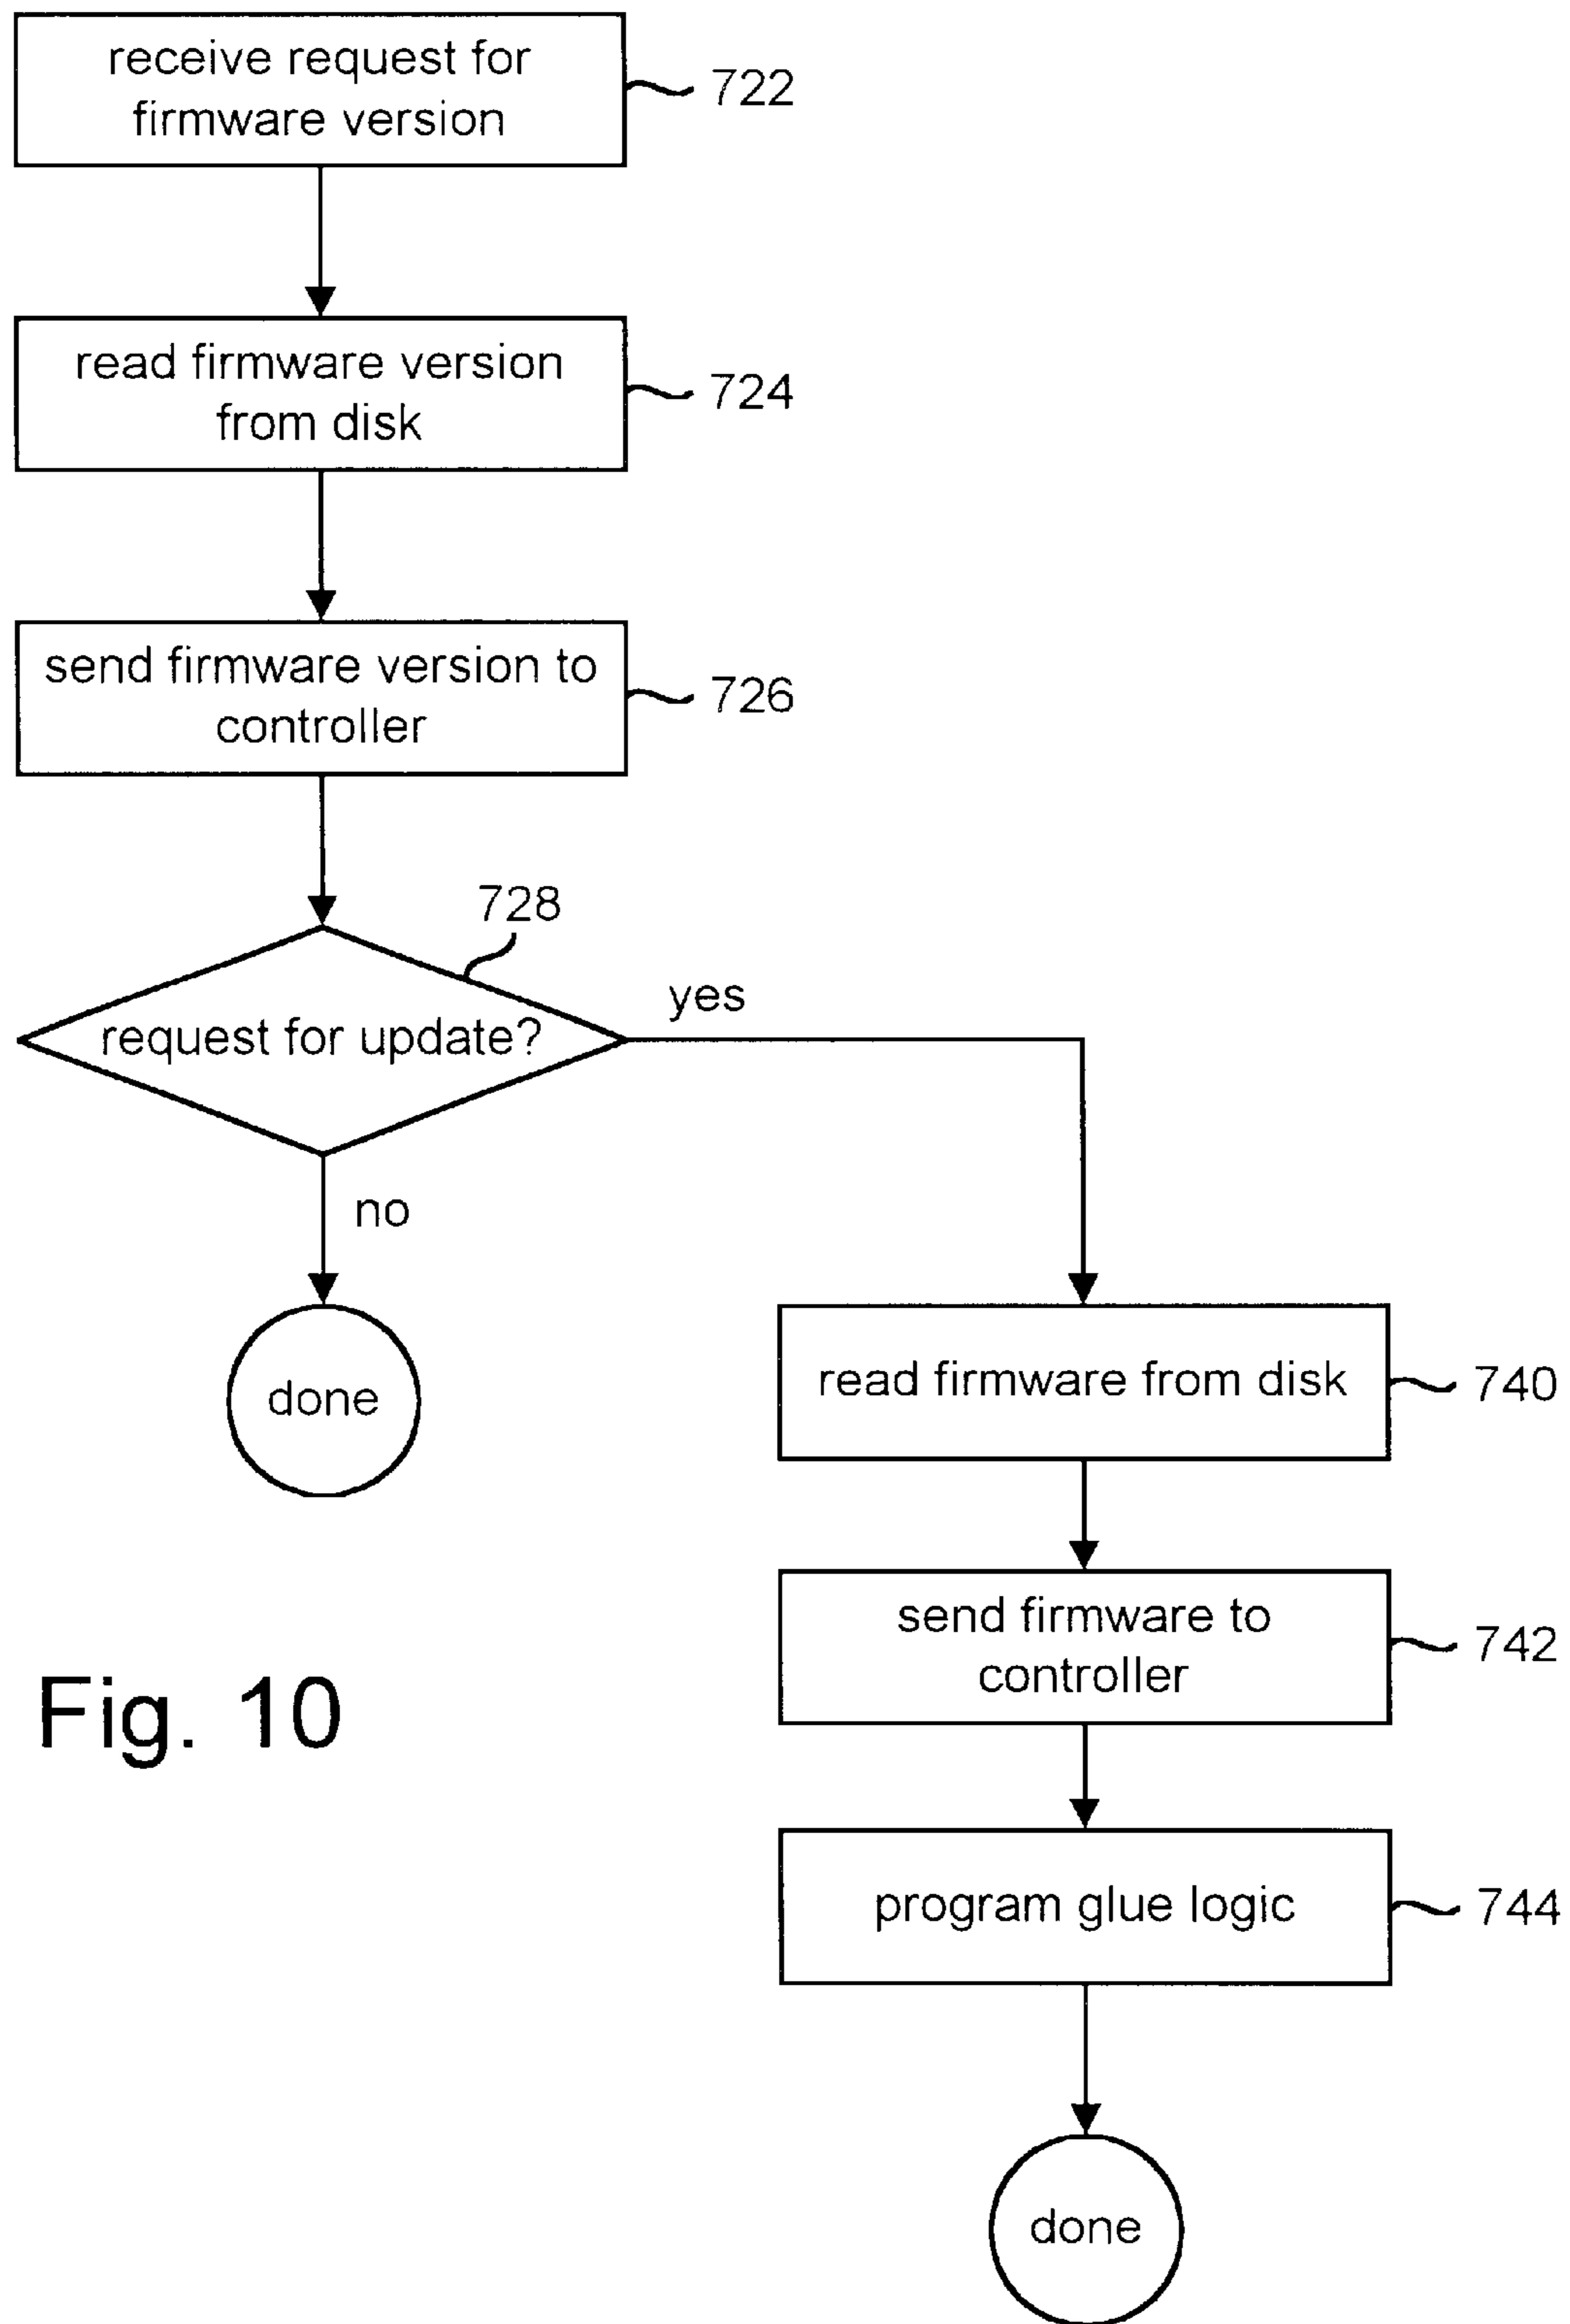 receive request for
firmware version
722
read firmware version
from disk
724
send firmware version to
controller
726
728
request for update?
yes
no
done
read firmware from disk
740
send firmware to
controller
742
program glue logic
744
done
Fig. 10